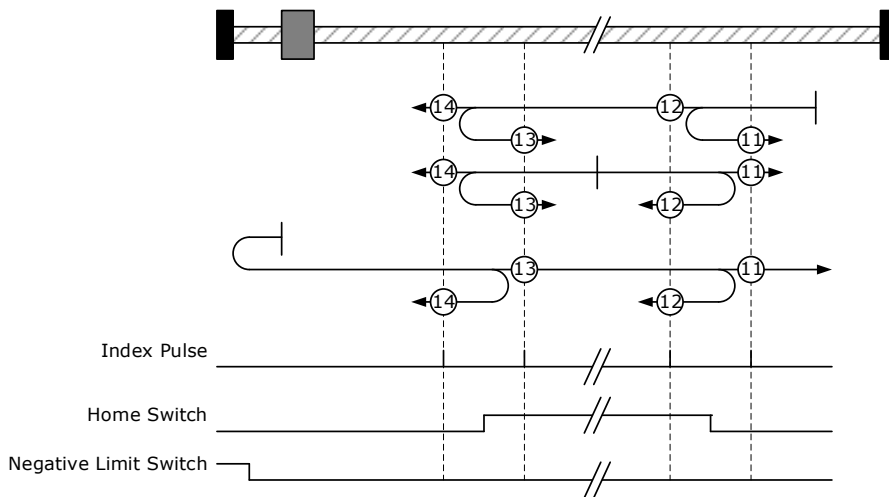 14 12
13 11
14 11
13 12
13 11
14 12
Index Pulse
Home Switch
Negative Limit Switch